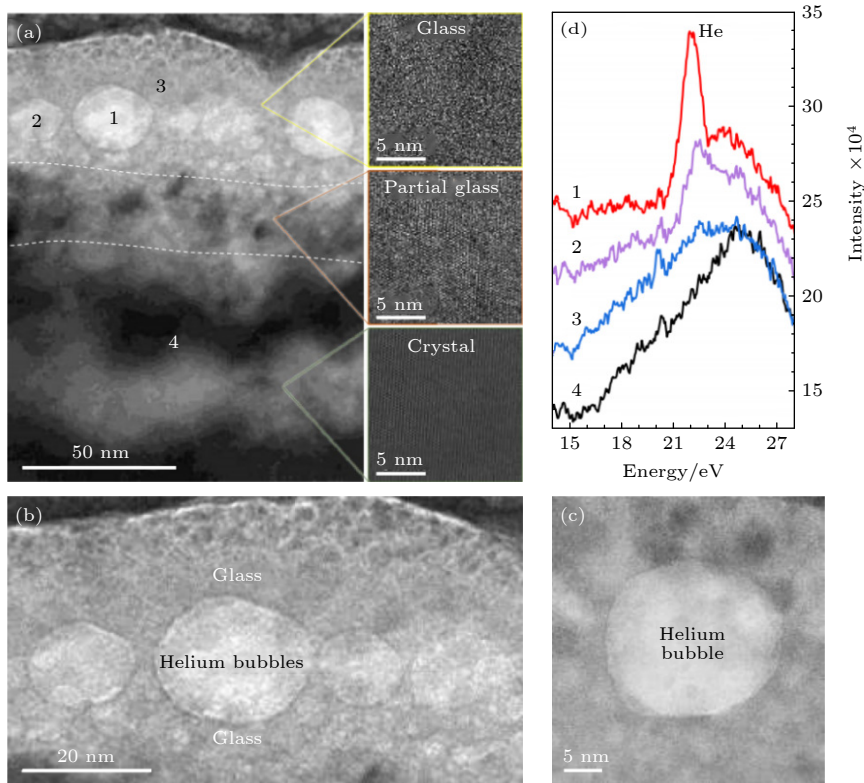 (a)
3
2
1
4
50 nm
Glass
5 nm
Partial glass
5 nm
Crystal
5 nm
(d)
He
1
2
3
4
35
30
25
20
15
Intensity ×10⁴
15
18
21
24
27
Energy/eV
(b)
Glass
Helium bubbles
Glass
20 nm
(c)
Helium
bubble
5 nm